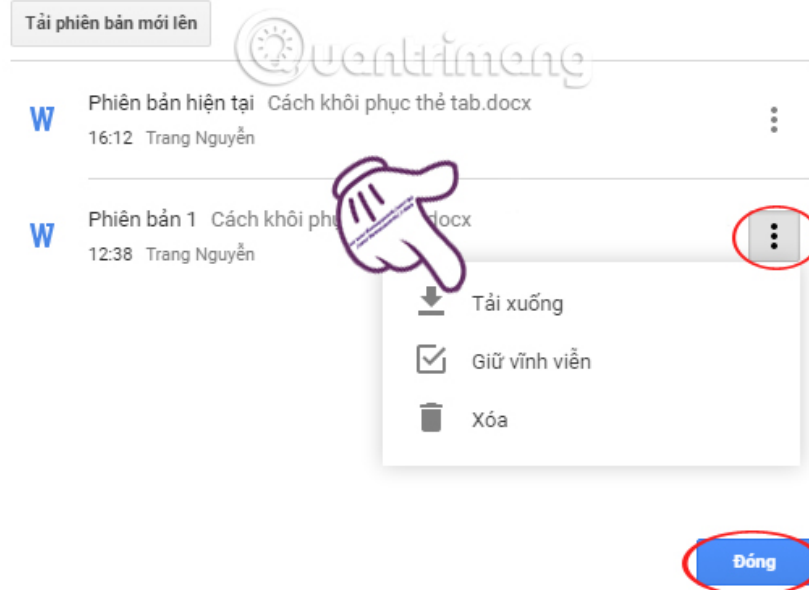 Tải phiên bản mới lên
Quantrimang
Phiên bản hiện tại Cách khôi phục thẻ tab.docx
16:12 Trang Nguyễn
Phiên bản 1 Cách khôi docx
12:38 Trang Nguyễn
Tải xuống
Giữ vĩnh viễn
Xóa
Đóng